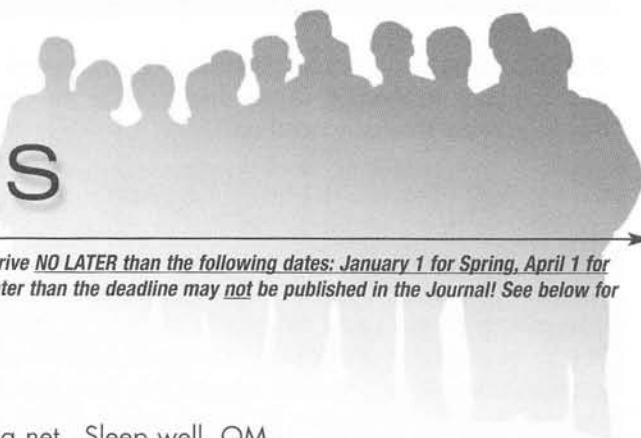 S
rive NO LATER than the following dates: January 1 for Spring, April 1 for
ter than the deadline may not be published in the Journal! See below for
g net. Sleep well, OM